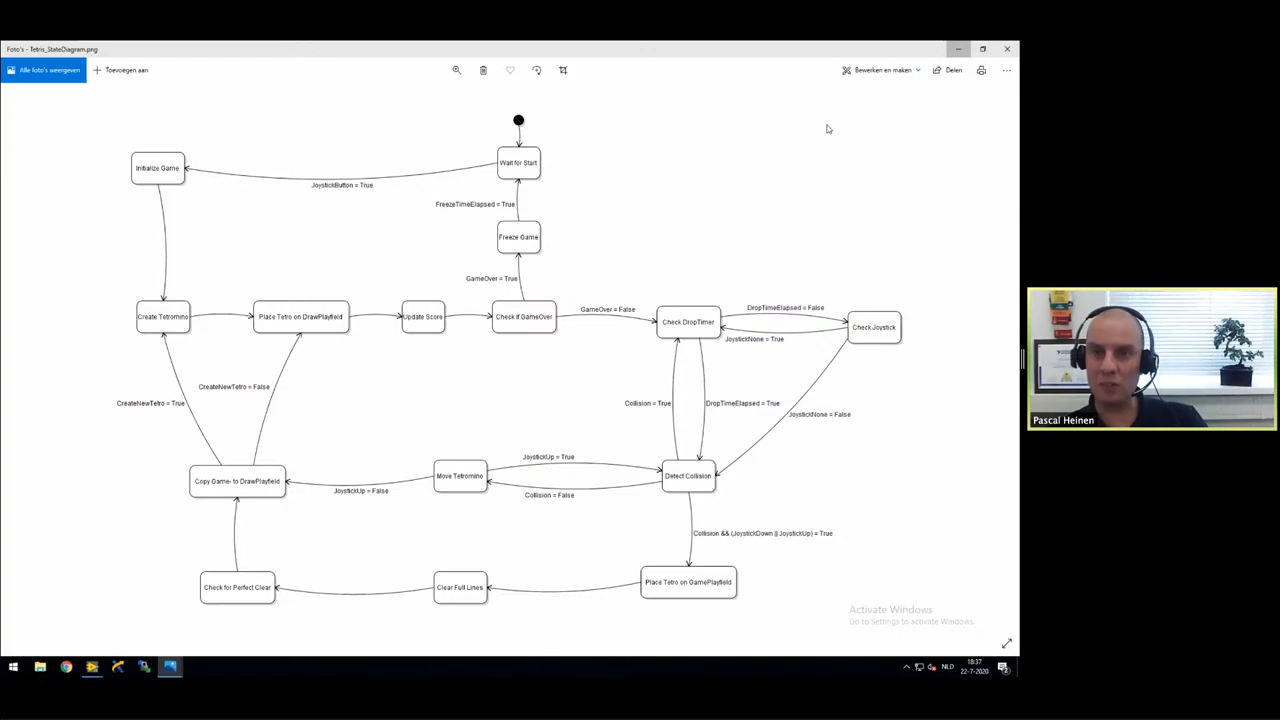 Foto's - Tetris_StateDiagram.png
Alle foto's weergeven
Toevoegen aan
Bewerken en maken
Delen
Wait for Start
Initialize Game
JoystickButton = True
FreezeTimeElapsed = True
Freeze Game
GameOver = True
Create Tetromino
Place Tetro on DrawPlayfield
Update Score
Check if GameOver
GameOver = False
Check DropTimer
DropTimeElapsed = False
Check Joystick
JoystickNone = True
CreateNewTetro = False
CreateNewTetro = True
Collision = True
DropTimeElapsed = True
JoystickNone = False
Copy Game- to DrawPlayfield
JoystickUp = False
Move Tetromino
JoystickUp = True
Collision = False
Detect Collision
Collision && (JoystickDown || JoystickUp) = True
Check for Perfect Clear
Clear Full Lines
Place Tetro on GamePlayfield
Activate Windows
Go to Settings to activate Windows.
NLD
18:37
22-7-2020
Pascal Heinen